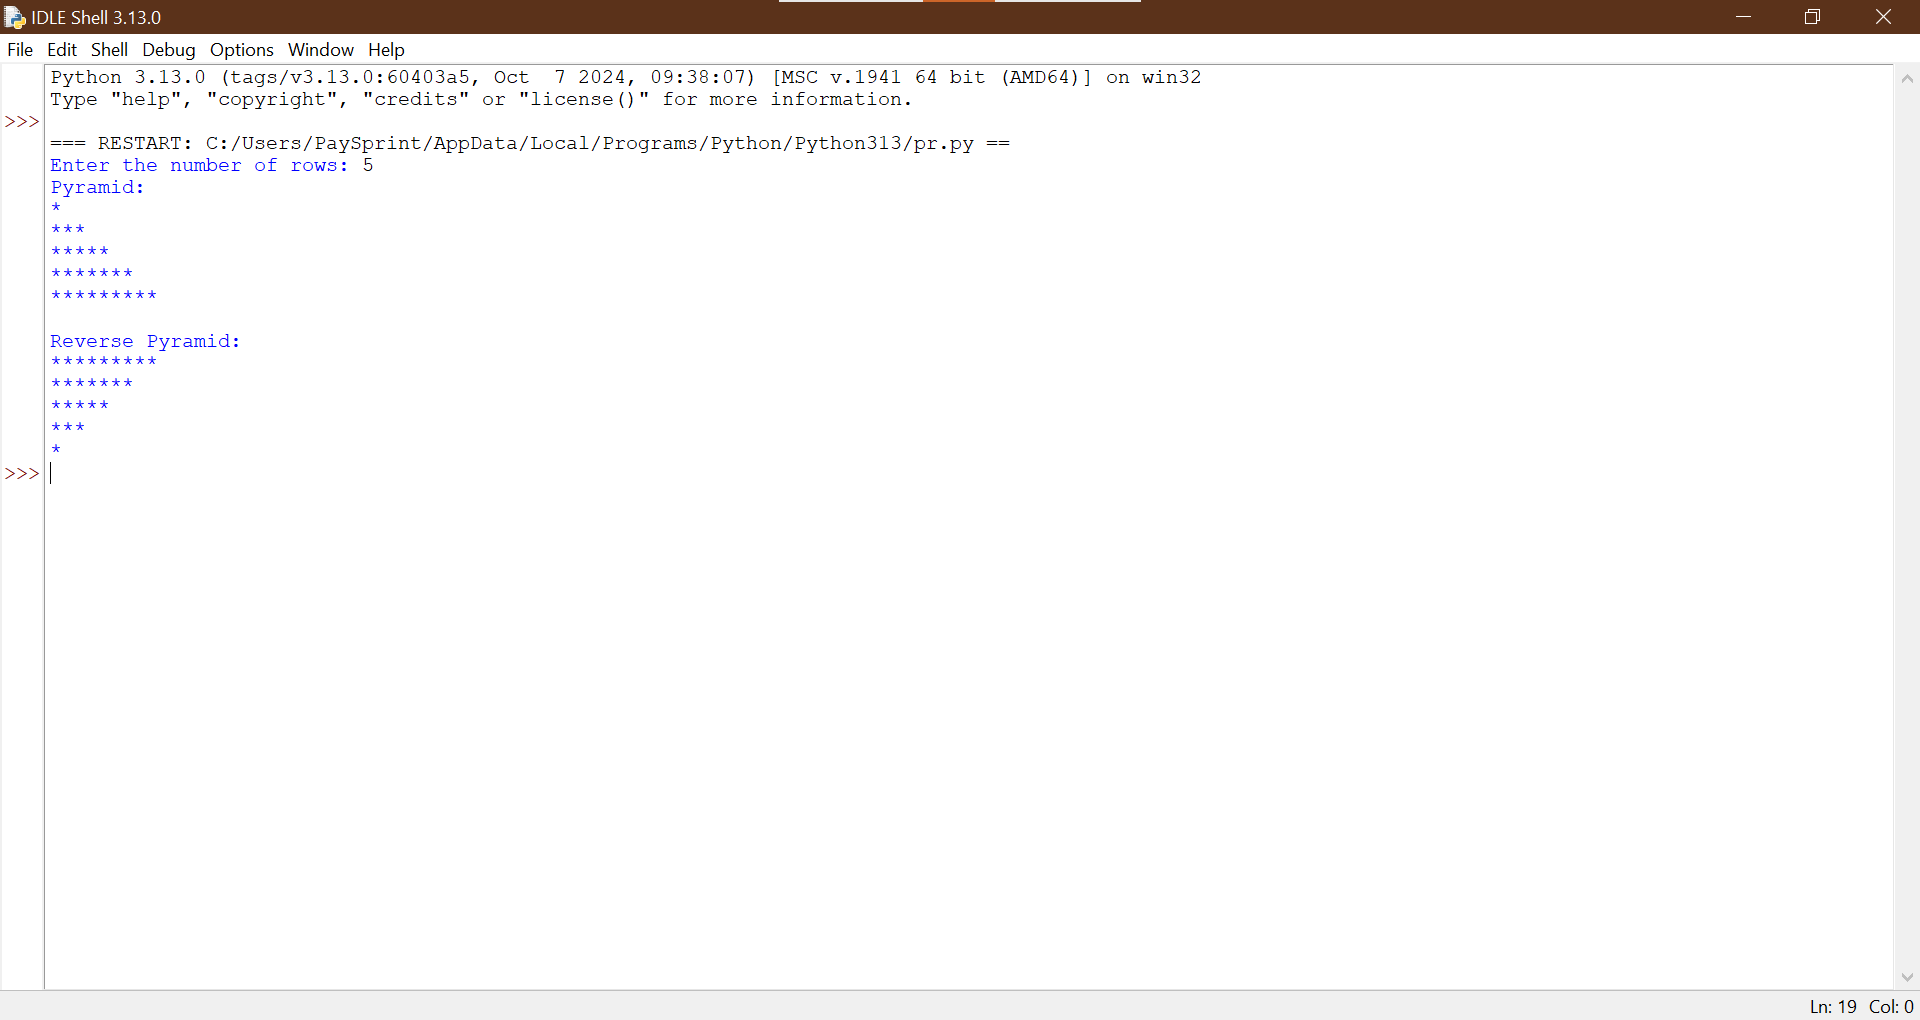 IDLE Shell 3.13.0
File Edit Shell Debug Options Window Help
Python 3.13.0 (tags/v3.13.0:60403a5, Oct  7 2024, 09:38:07) [MSC v.1941 64 bit (AMD64)] on win32
Type "help", "copyright", "credits" or "license()" for more information.
>>>
=== RESTART: C:/Users/PaySprint/AppData/Local/Programs/Python/Python313/pr.py ==
Enter the number of rows: 5
Pyramid:
*
***
*****
*******
*********

Reverse Pyramid:
*********
*******
*****
***
*
>>>
Ln: 19 Col: 0